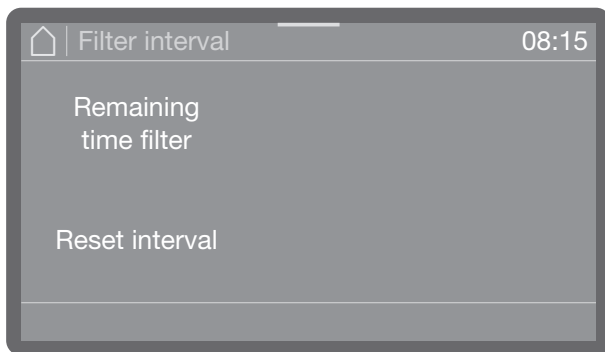 Filter interval 08:15
Remaining
time filter
Reset interval